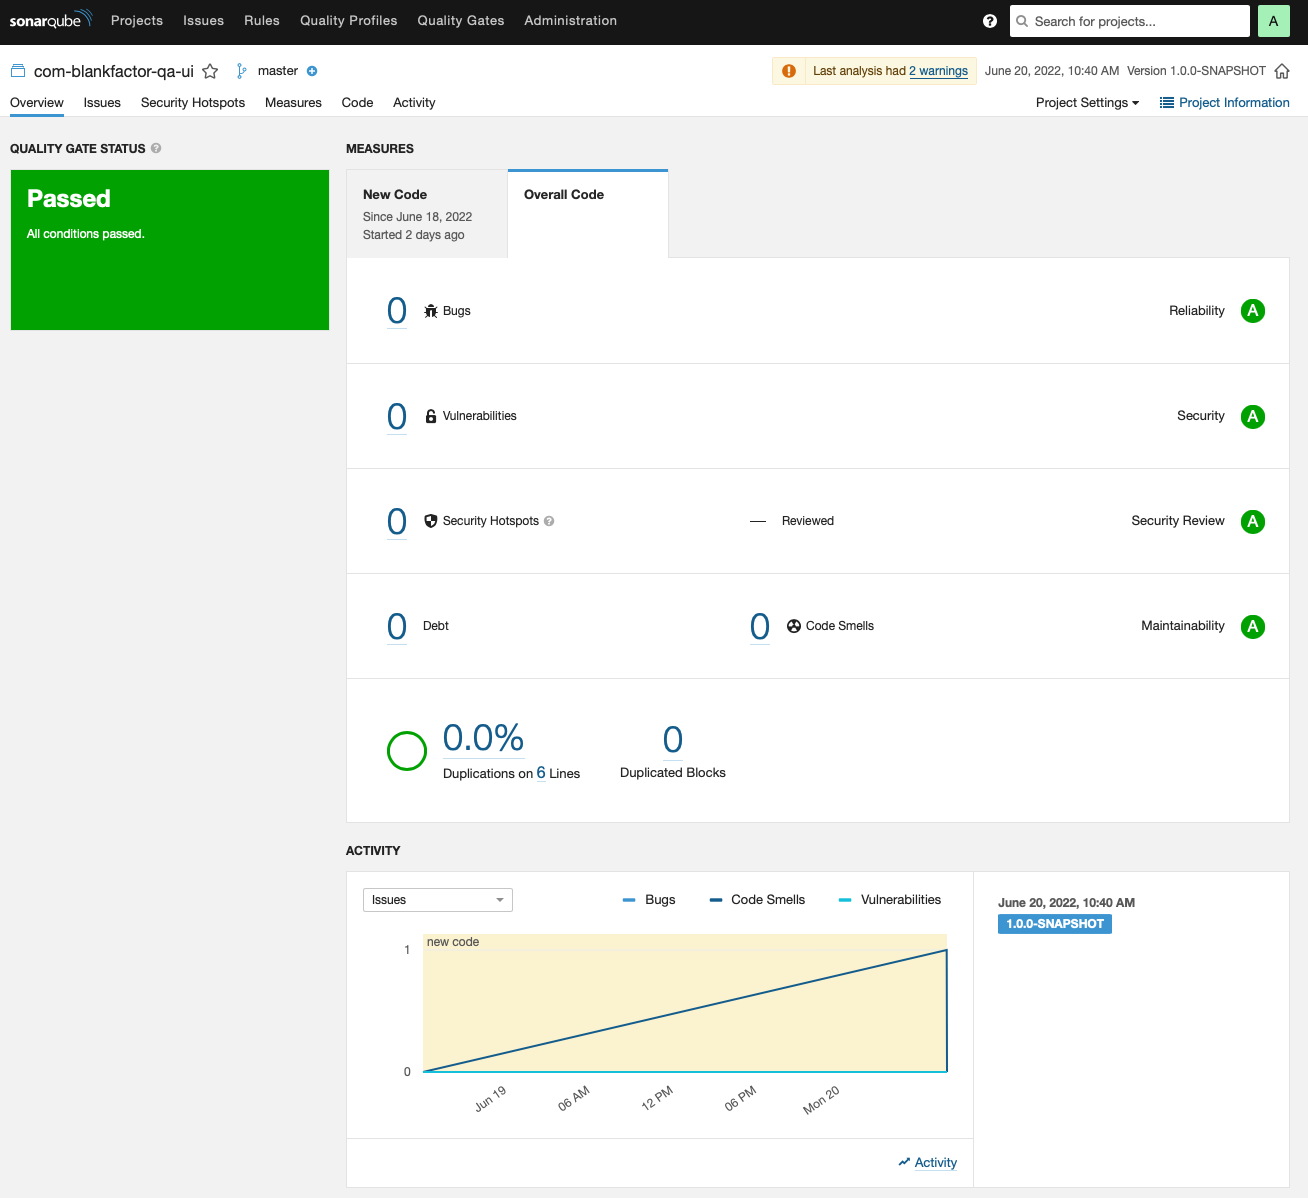 sonarqube Projects Issues Rules Quality Profiles Quality Gates Administration ? Search for projects... A
com-blankfactor-qa-ui master Last analysis had 2 warnings June 20, 2022, 10:40 AM Version 1.0.0-SNAPSHOT
Overview Issues Security Hotspots Measures Code Activity Project Settings Project Information
QUALITY GATE STATUS ?
Passed
All conditions passed.
MEASURES
New Code
Since June 18, 2022
Started 2 days ago
Overall Code
0 Bugs Reliability A
0 Vulnerabilities Security A
0 Security Hotspots ? — Reviewed Security Review A
0 Debt 0 Code Smells Maintainability A
0.0%
Duplications on 6 Lines
0
Duplicated Blocks
ACTIVITY
Issues Bugs Code Smells Vulnerabilities
new code
1
0
Jun 19 06 AM 12 PM 06 PM Mon 20
Activity
June 20, 2022, 10:40 AM
1.0.0-SNAPSHOT